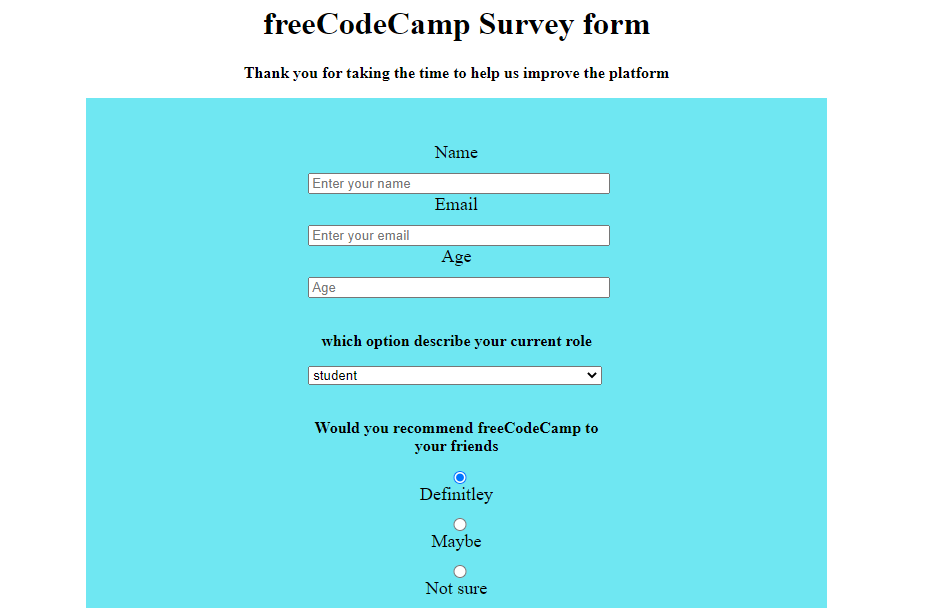 freeCodeCamp Survey form
Thank you for taking the time to help us improve the platform
Name
Enter your name
Email
Enter your email
Age
Age
which option describe your current role
student
Would you recommend freeCodeCamp to
your friends
Definitley
Maybe
Not sure